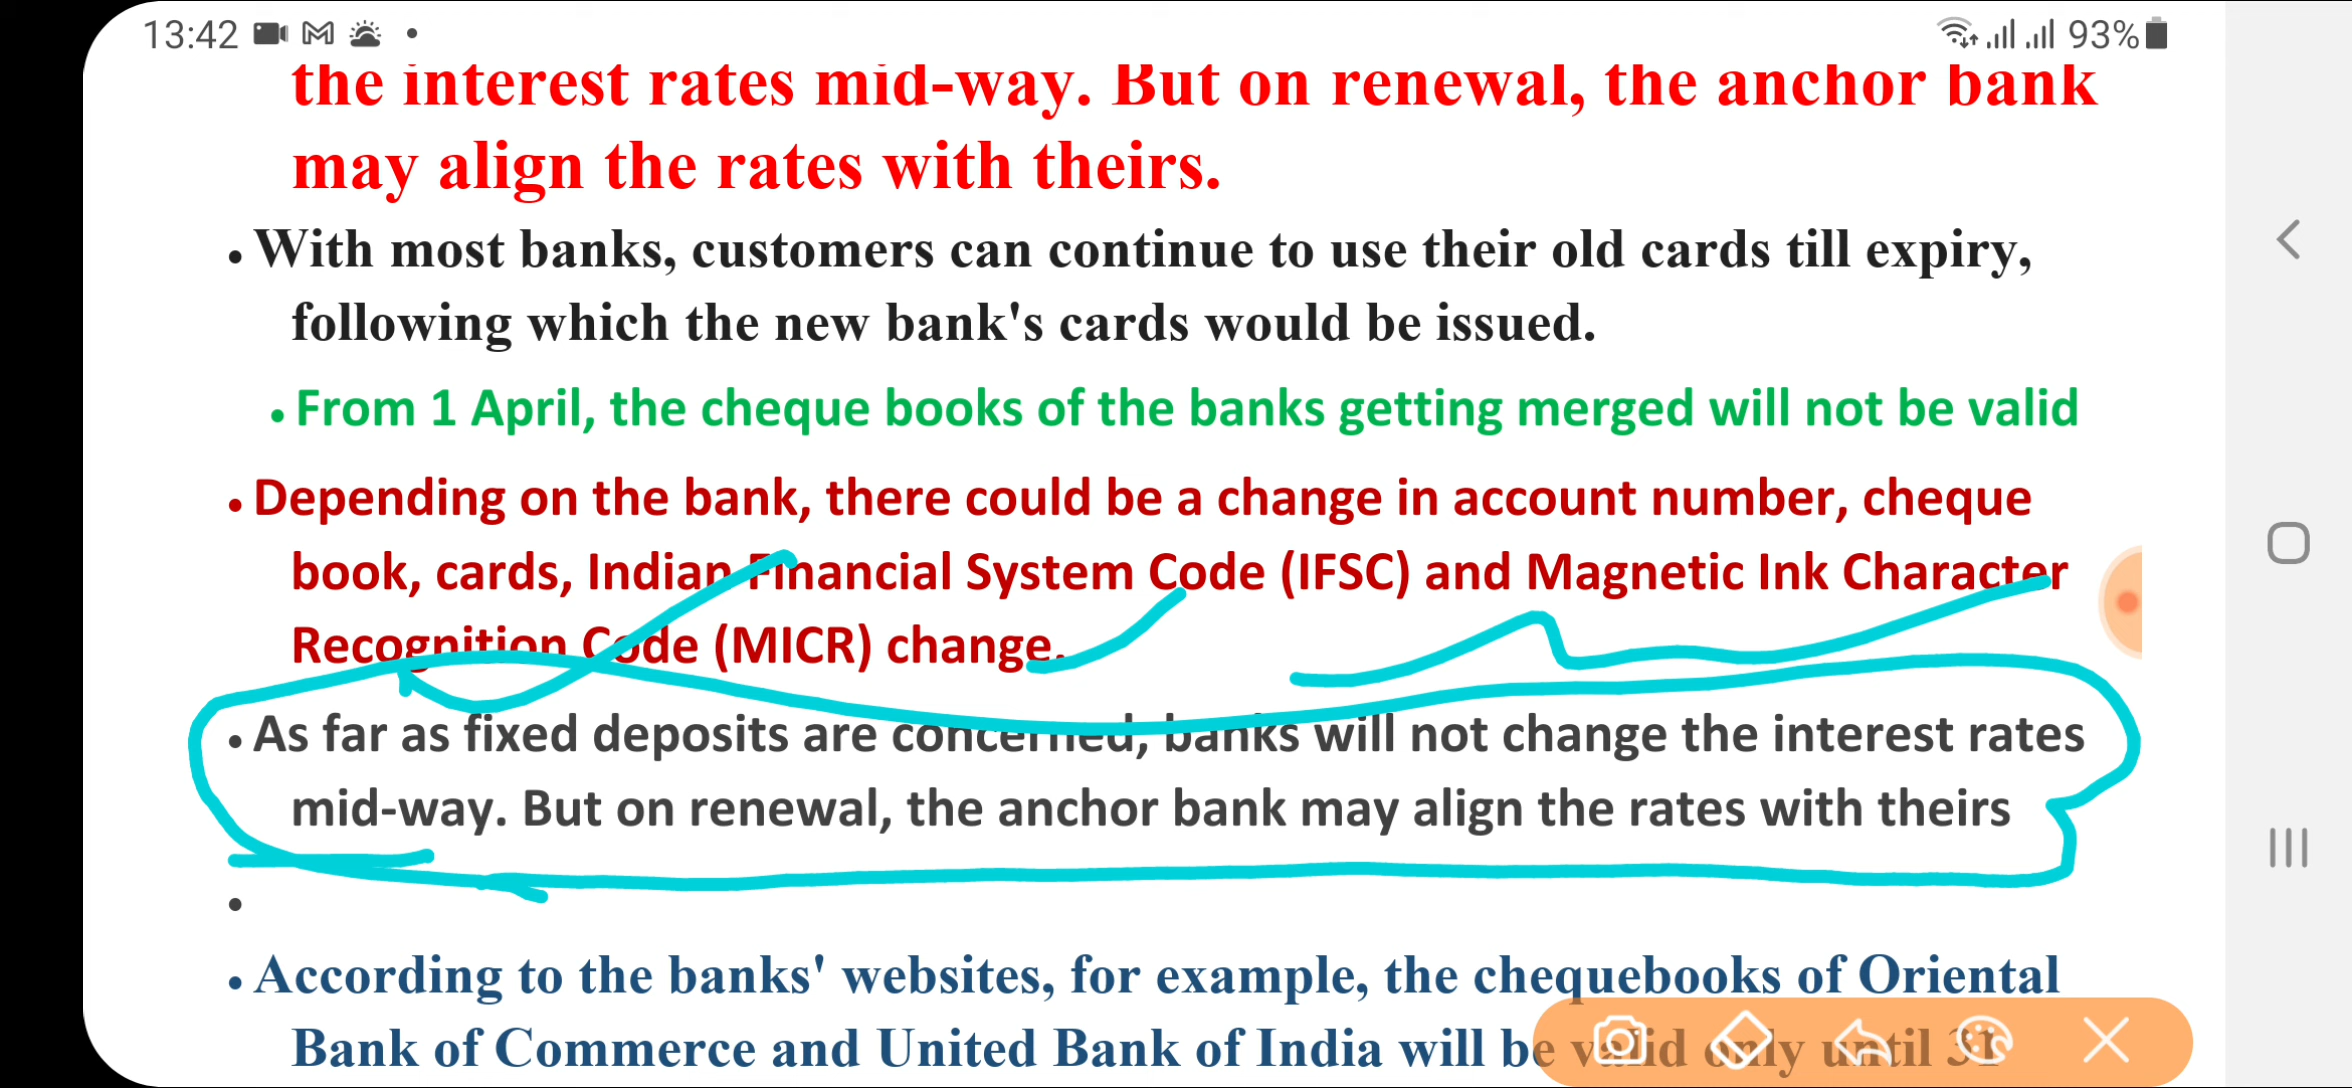 13:42
93%
the interest rates mid-way. But on renewal, the anchor bank
may align the rates with theirs.
• With most banks, customers can continue to use their old cards till expiry,
following which the new bank's cards would be issued.
• From 1 April, the cheque books of the banks getting merged will not be valid
• Depending on the bank, there could be a change in account number, cheque
book, cards, Indian Financial System Code (IFSC) and Magnetic Ink Character
Recognition Code (MICR) change.
• As far as fixed deposits are concerned, banks will not change the interest rates
mid-way. But on renewal, the anchor bank may align the rates with theirs
•
• According to the banks' websites, for example, the chequebooks of Oriental
Bank of Commerce and United Bank of India will be valid only until 31